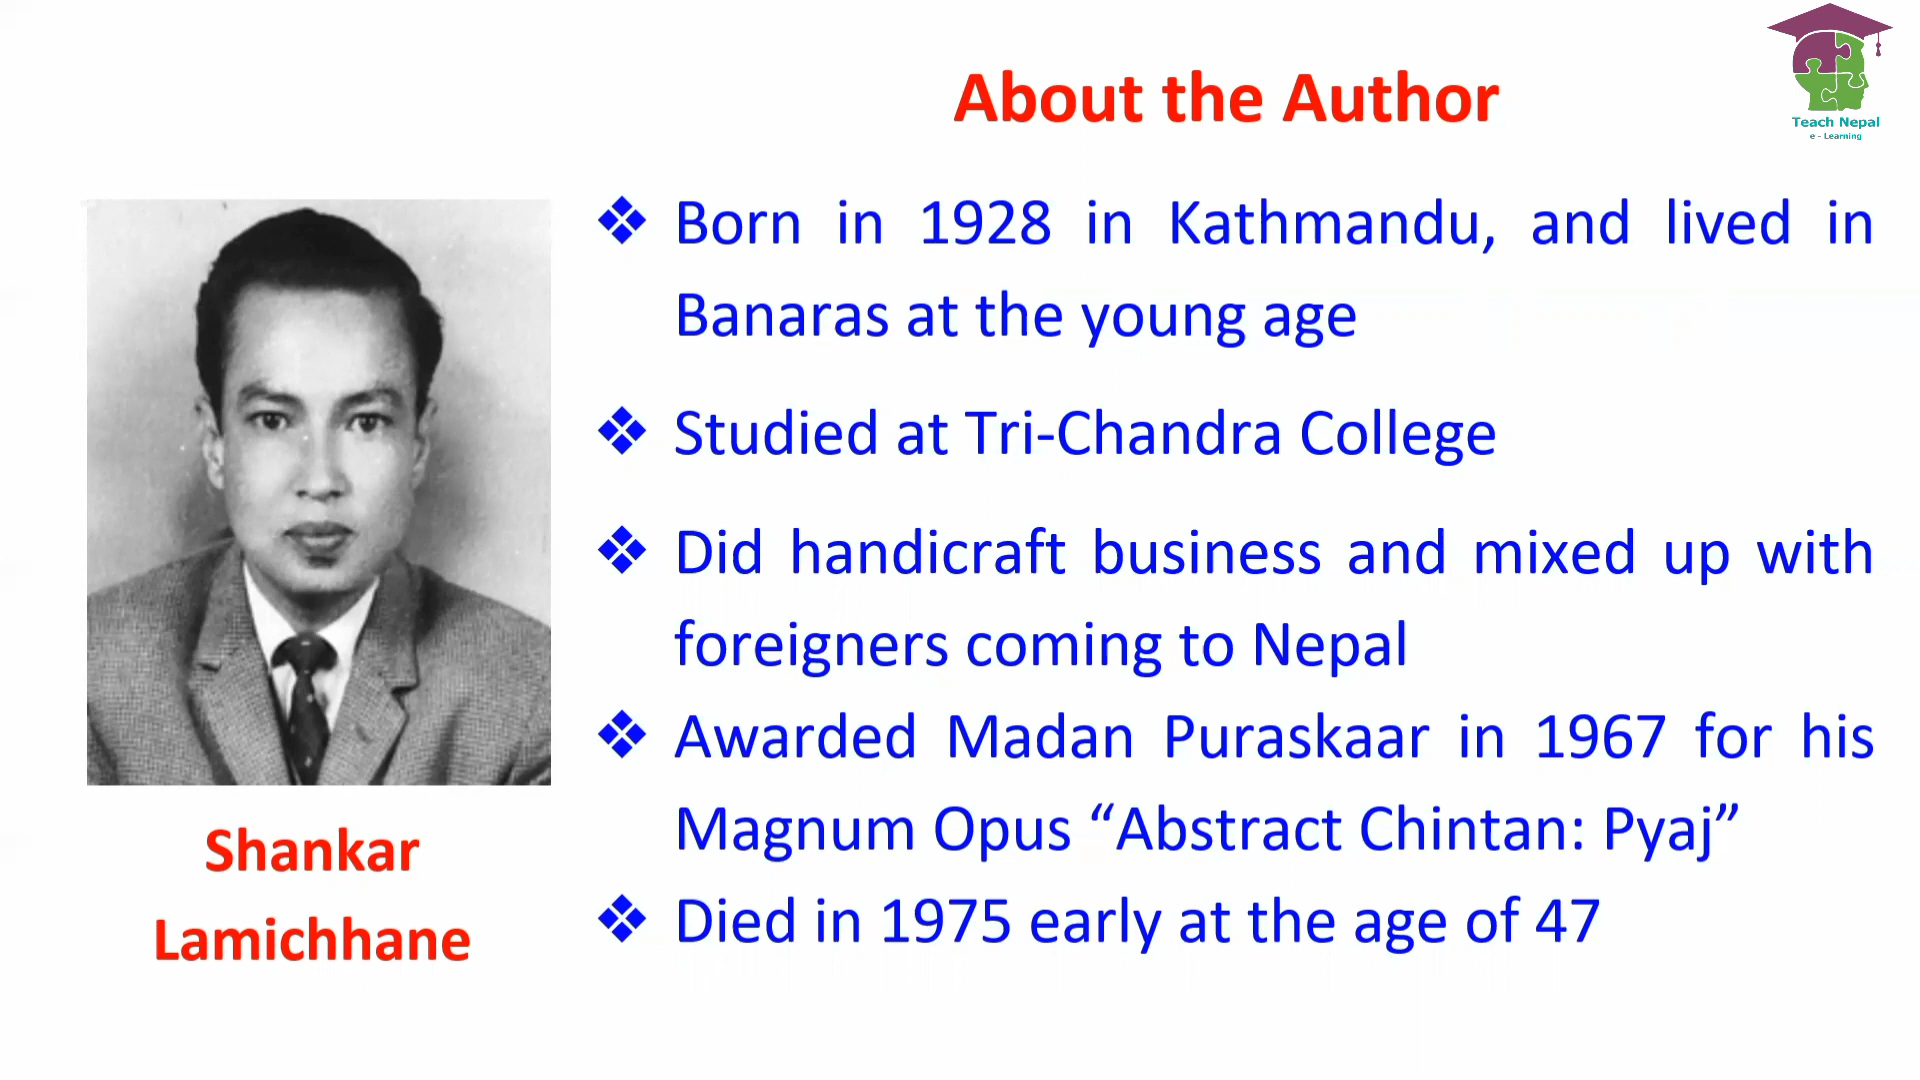 About the Author
Teach Nepal
e - Learning
❖ Born in 1928 in Kathmandu, and lived in
Banaras at the young age
❖ Studied at Tri-Chandra College
❖ Did handicraft business and mixed up with
foreigners coming to Nepal
❖ Awarded Madan Puraskaar in 1967 for his
Magnum Opus “Abstract Chintan: Pyaj”
❖ Died in 1975 early at the age of 47
Shankar
Lamichhane